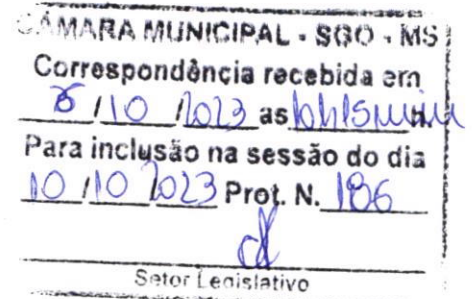 CÂMARA MUNICIPAL - SGO - MS
Correspondência recebida em
6 / 10 / 2023 as 10h15min H.
Para inclusão na sessão do dia
10 / 10 / 2023 Prot. N. 186
Setor Legislativo